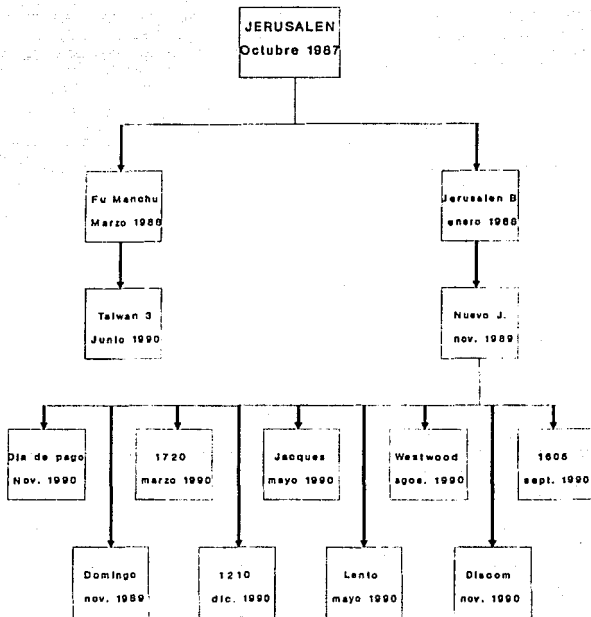 JERUSALEN
Octubre 1987
Fu Manchu
Marzo 1988
Jerusalen B
enero 1988
Taiwan 3
Junio 1990
Nuevo J.
nov. 1989
Dia de pago
Nov. 1990
1720
marzo 1990
Jacques
mayo 1990
Westwood
agos. 1990
1605
sept. 1990
Domingo
nov. 1989
1210
dic. 1990
Lento
mayo 1990
Discom
nov. 1990